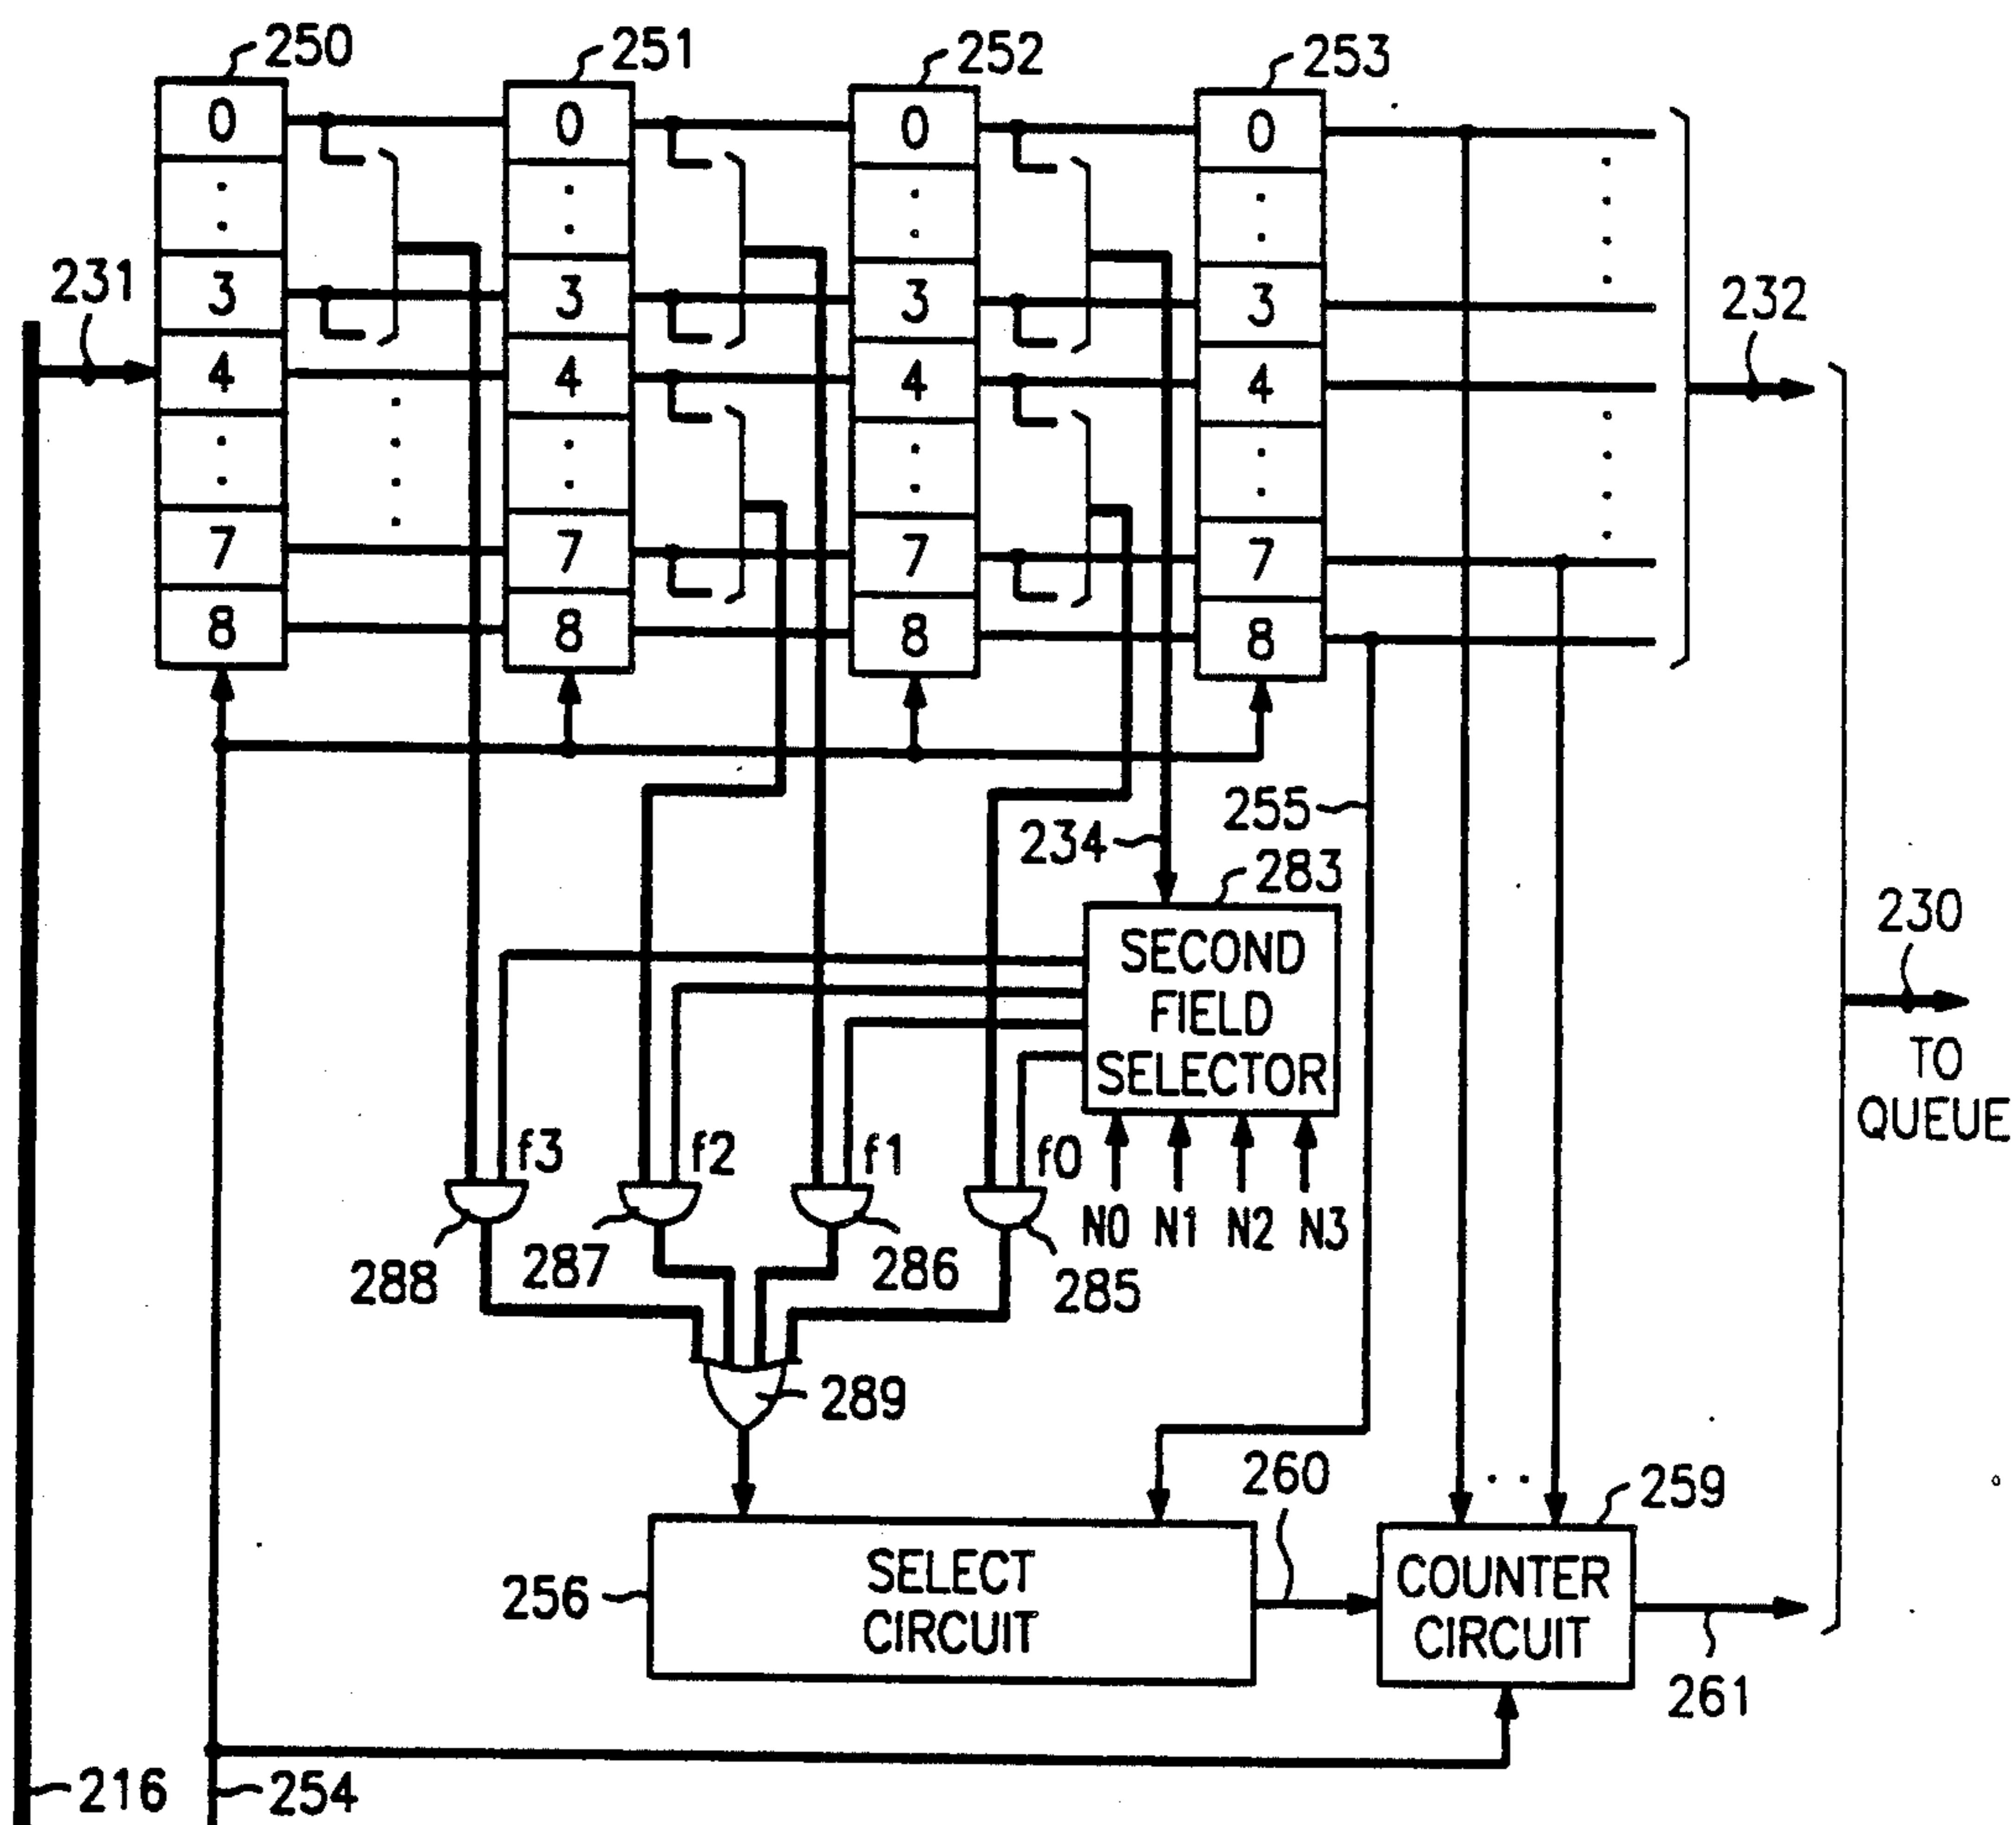 250 251 252 253
0 0 0 0
231
3 3 3 3
232
4 4 4 4
7 7 7 7
8 8 8 8
255
234
283
SECOND
FIELD
SELECTOR
230
TO
QUEUE
f3 f2 f1 f0
N0 N1 N2 N3
288 287 286 285
289
260
259
256
SELECT
CIRCUIT
COUNTER
CIRCUIT
261
216 254